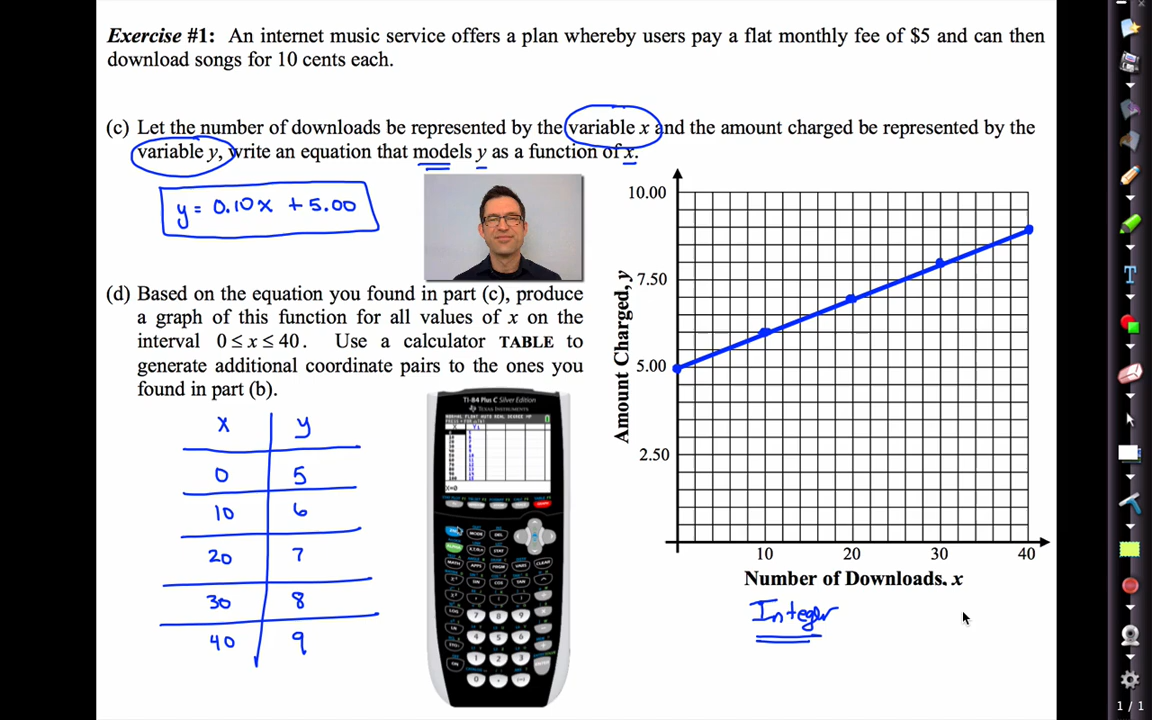 Exercise #1: An internet music service offers a plan whereby users pay a flat monthly fee of $5 and can then
download songs for 10 cents each.
(c) Let the number of downloads be represented by the variable x and the amount charged be represented by the
variable y, write an equation that models y as a function of x.
y = 0.10x + 5.00
(d) Based on the equation you found in part (c), produce
a graph of this function for all values of x on the
interval 0 ≤ x ≤ 40. Use a calculator TABLE to
generate additional coordinate pairs to the ones you
found in part (b).
x y
0 5
10 6
20 7
30 8
40 9
TI-84 Plus C Silver Edition
TEXAS INSTRUMENTS
10.00
7.50
5.00
2.50
Amount Charged, y
10 20 30 40
Number of Downloads, x
Integer
1 / 1